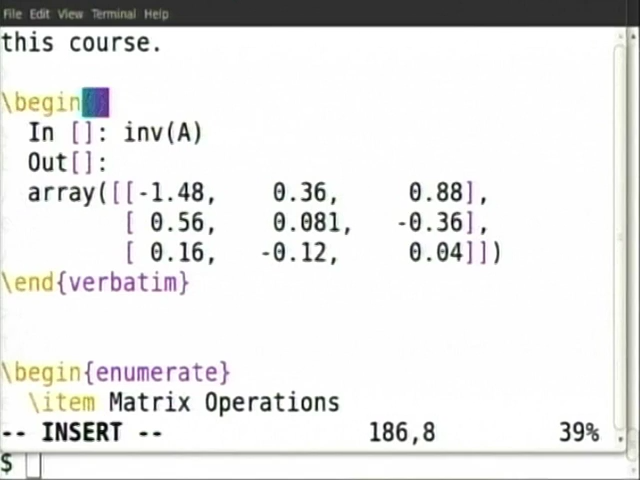 File Edit View Terminal Help
this course.
\begin{}
In []: inv(A)
Out[]:
array([[-1.48, 0.36, 0.88],
[ 0.56, 0.081, -0.36],
[ 0.16, -0.12, 0.04]])
\end{verbatim}
\begin{enumerate}
\item Matrix Operations
-- INSERT -- 186,8 39%
$